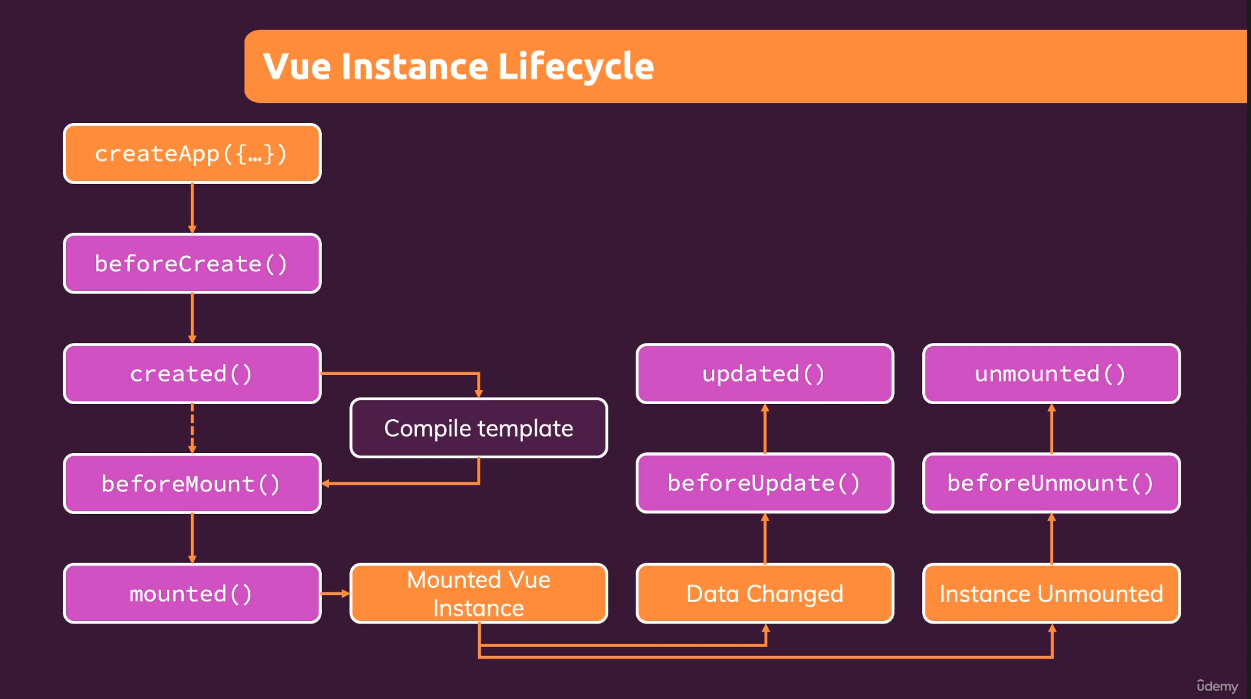 Vue Instance Lifecycle
createApp({…})
beforeCreate()
created()
Compile template
beforeMount()
mounted()
Mounted Vue
Instance
updated()
beforeUpdate()
Data Changed
unmounted()
beforeUnmount()
Instance Unmounted
ûdemy